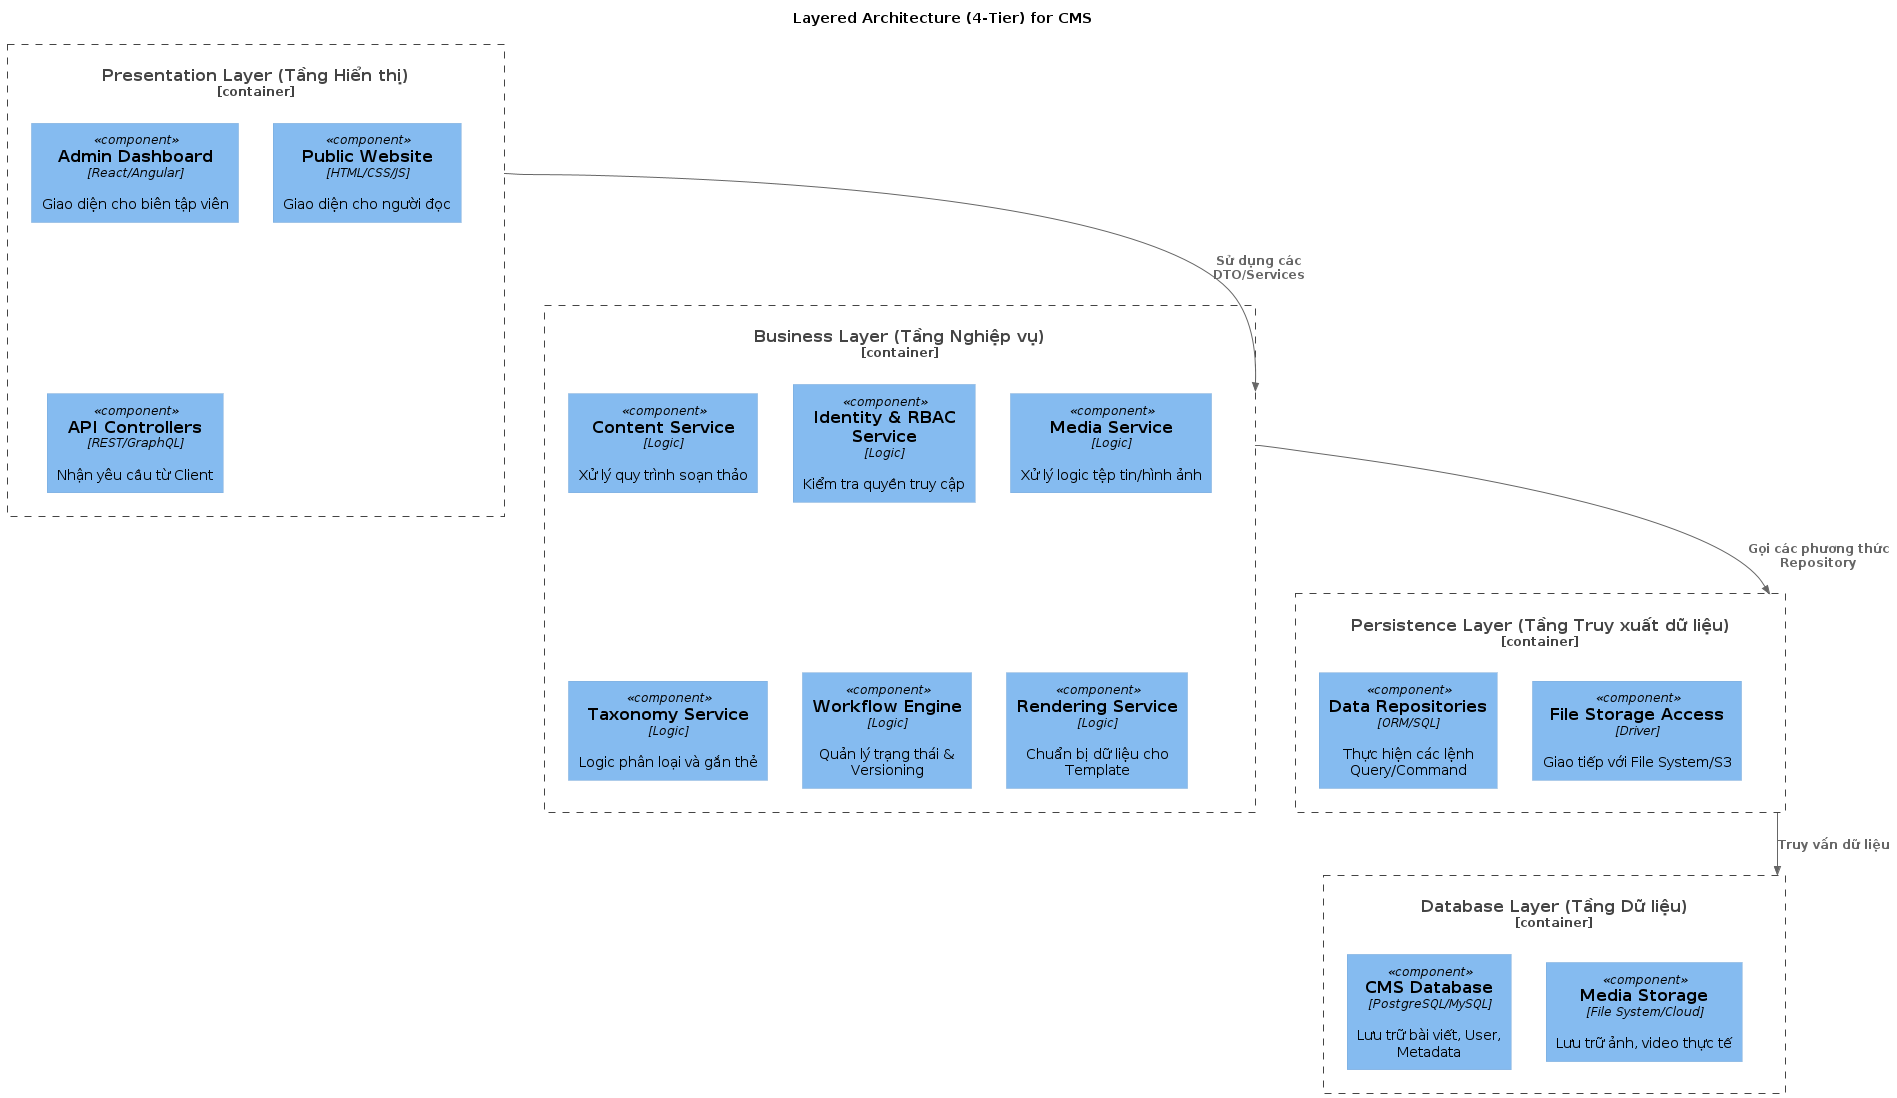 Layered Architecture (4-Tier) for CMS
Presentation Layer (Tầng Hiển thị)
[container]
«component»
Admin Dashboard
[React/Angular]
Giao diện cho biên tập viên
«component»
Public Website
[HTML/CSS/JS]
Giao diện cho người đọc
«component»
API Controllers
[REST/GraphQL]
Nhận yêu cầu từ Client
Sử dụng các
DTO/Services
Business Layer (Tầng Nghiệp vụ)
[container]
«component»
Content Service
[Logic]
Xử lý quy trình soạn thảo
«component»
Identity & RBAC
Service
[Logic]
Kiểm tra quyền truy cập
«component»
Media Service
[Logic]
Xử lý logic tệp tin/hình ảnh
«component»
Taxonomy Service
[Logic]
Logic phân loại và gắn thẻ
«component»
Workflow Engine
[Logic]
Quản lý trạng thái &
Versioning
«component»
Rendering Service
[Logic]
Chuẩn bị dữ liệu cho
Template
Gọi các phương thức
Repository
Persistence Layer (Tầng Truy xuất dữ liệu)
[container]
«component»
Data Repositories
[ORM/SQL]
Thực hiện các lệnh
Query/Command
«component»
File Storage Access
[Driver]
Giao tiếp với File System/S3
Truy vấn dữ liệu
Database Layer (Tầng Dữ liệu)
[container]
«component»
CMS Database
[PostgreSQL/MySQL]
Lưu trữ bài viết, User,
Metadata
«component»
Media Storage
[File System/Cloud]
Lưu trữ ảnh, video thực tế